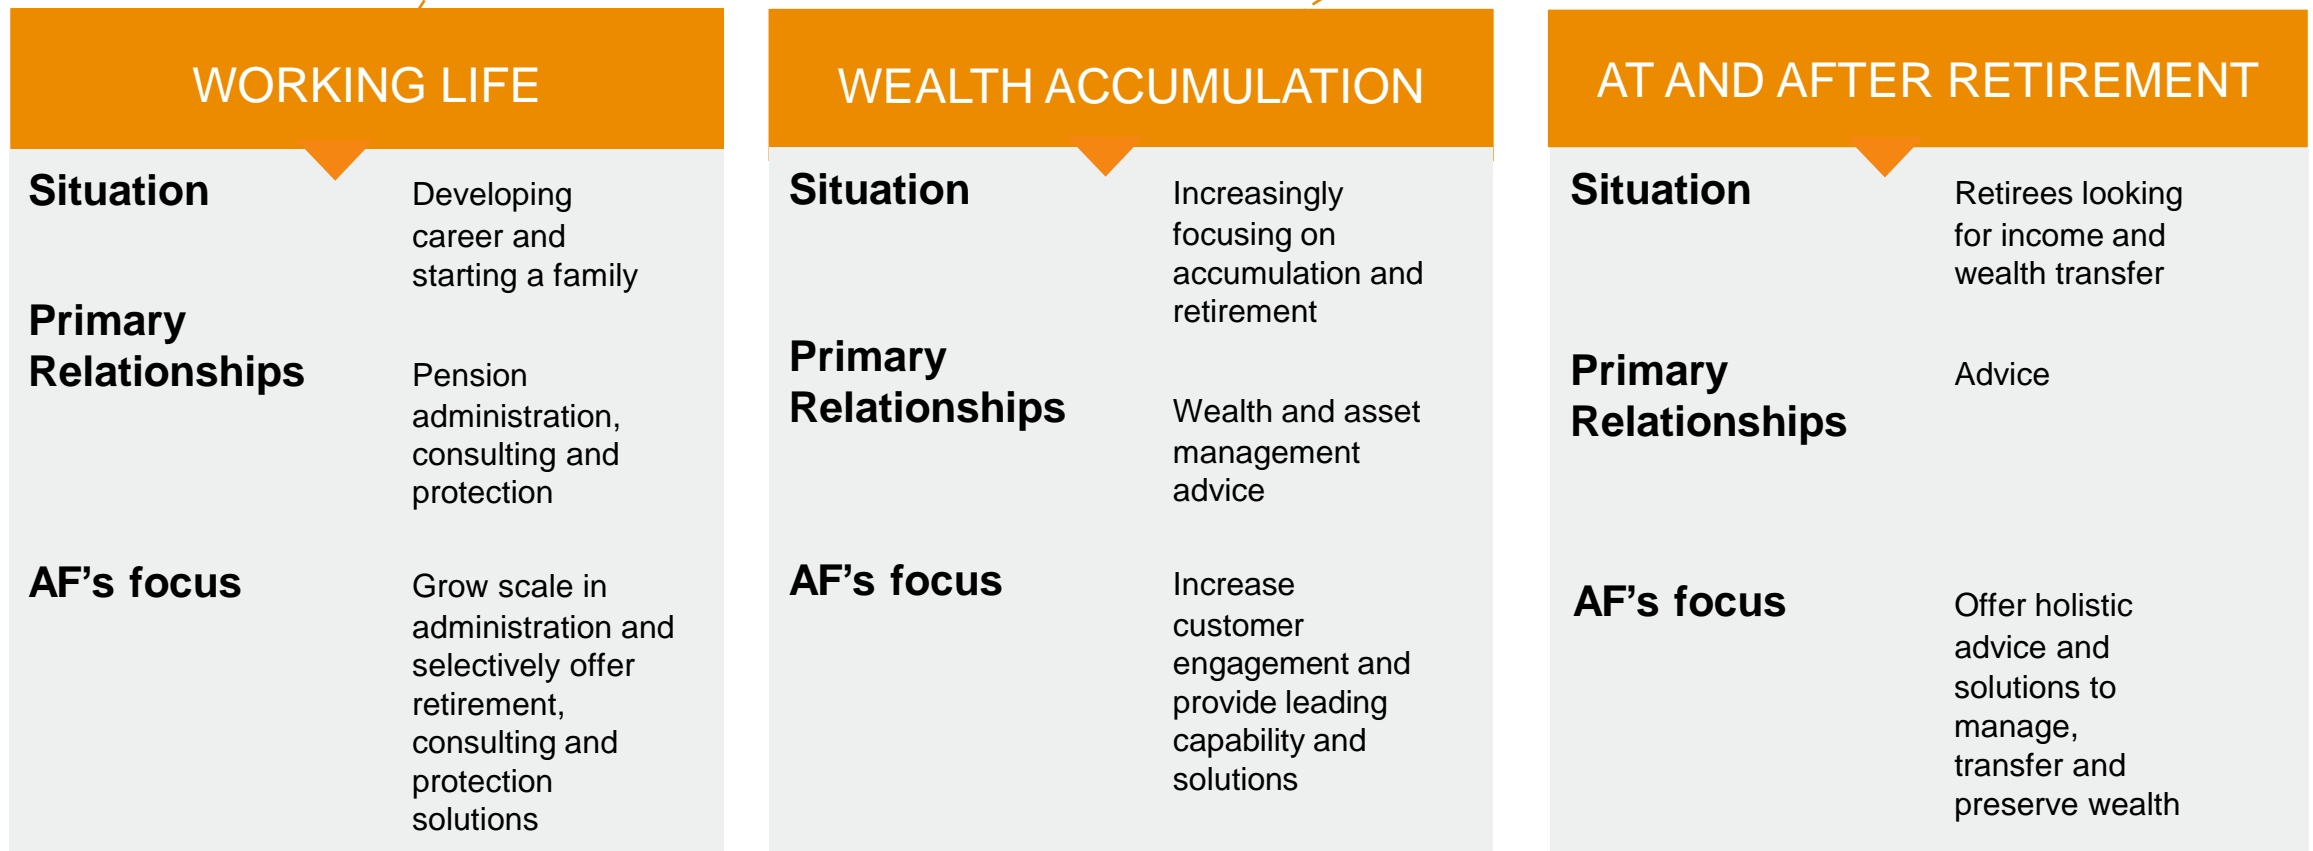 WORKING LIFE
Situation
Developing
career and
starting a family
Primary
Relationships
Pension
administration,
consulting and
protection
AF's focus
Grow scale in
administration and
selectively offer
retirement,
consulting and
protection
solutions
WEALTH ACCUMULATION
Situation
Increasingly
focusing on
accumulation and
retirement
Primary
Relationships
Wealth and asset
management
advice
AF's focus
Increase
customer
engagement and
provide leading
capability and
solutions
AT AND AFTER RETIREMENT
Situation
Retirees looking
for income and
wealth transfer
Primary
Relationships
Advice
AF's focus
Offer holistic
advice and
solutions to
manage,
transfer and
preserve wealth